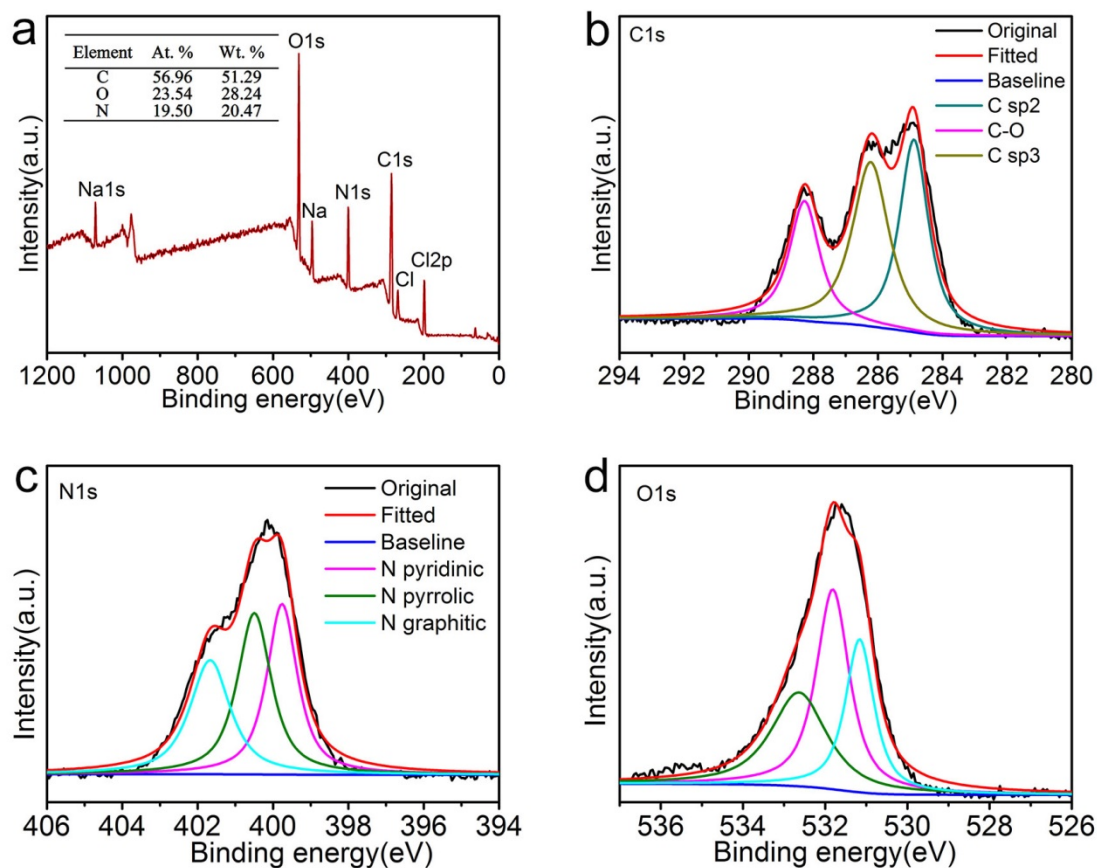 a
Element At. % Wt. %
C 56.96 51.29
O 23.54 28.24
N 19.50 20.47
O1s
C1s
Na1s
Na
N1s
Cl2p
Cl
Intensity(a.u.)
1200 1000 800 600 400 200 0
Binding energy(eV)
b
C1s
Original
Fitted
Baseline
C sp2
C-O
C sp3
Intensity(a.u.)
294 292 290 288 286 284 282 280
Binding energy(eV)
c
N1s
Original
Fitted
Baseline
N pyridinic
N pyrrolic
N graphitic
Intensity(a.u.)
406 404 402 400 398 396 394
Binding energy(eV)
d
O1s
Intensity(a.u.)
536 534 532 530 528 526
Binding energy(eV)